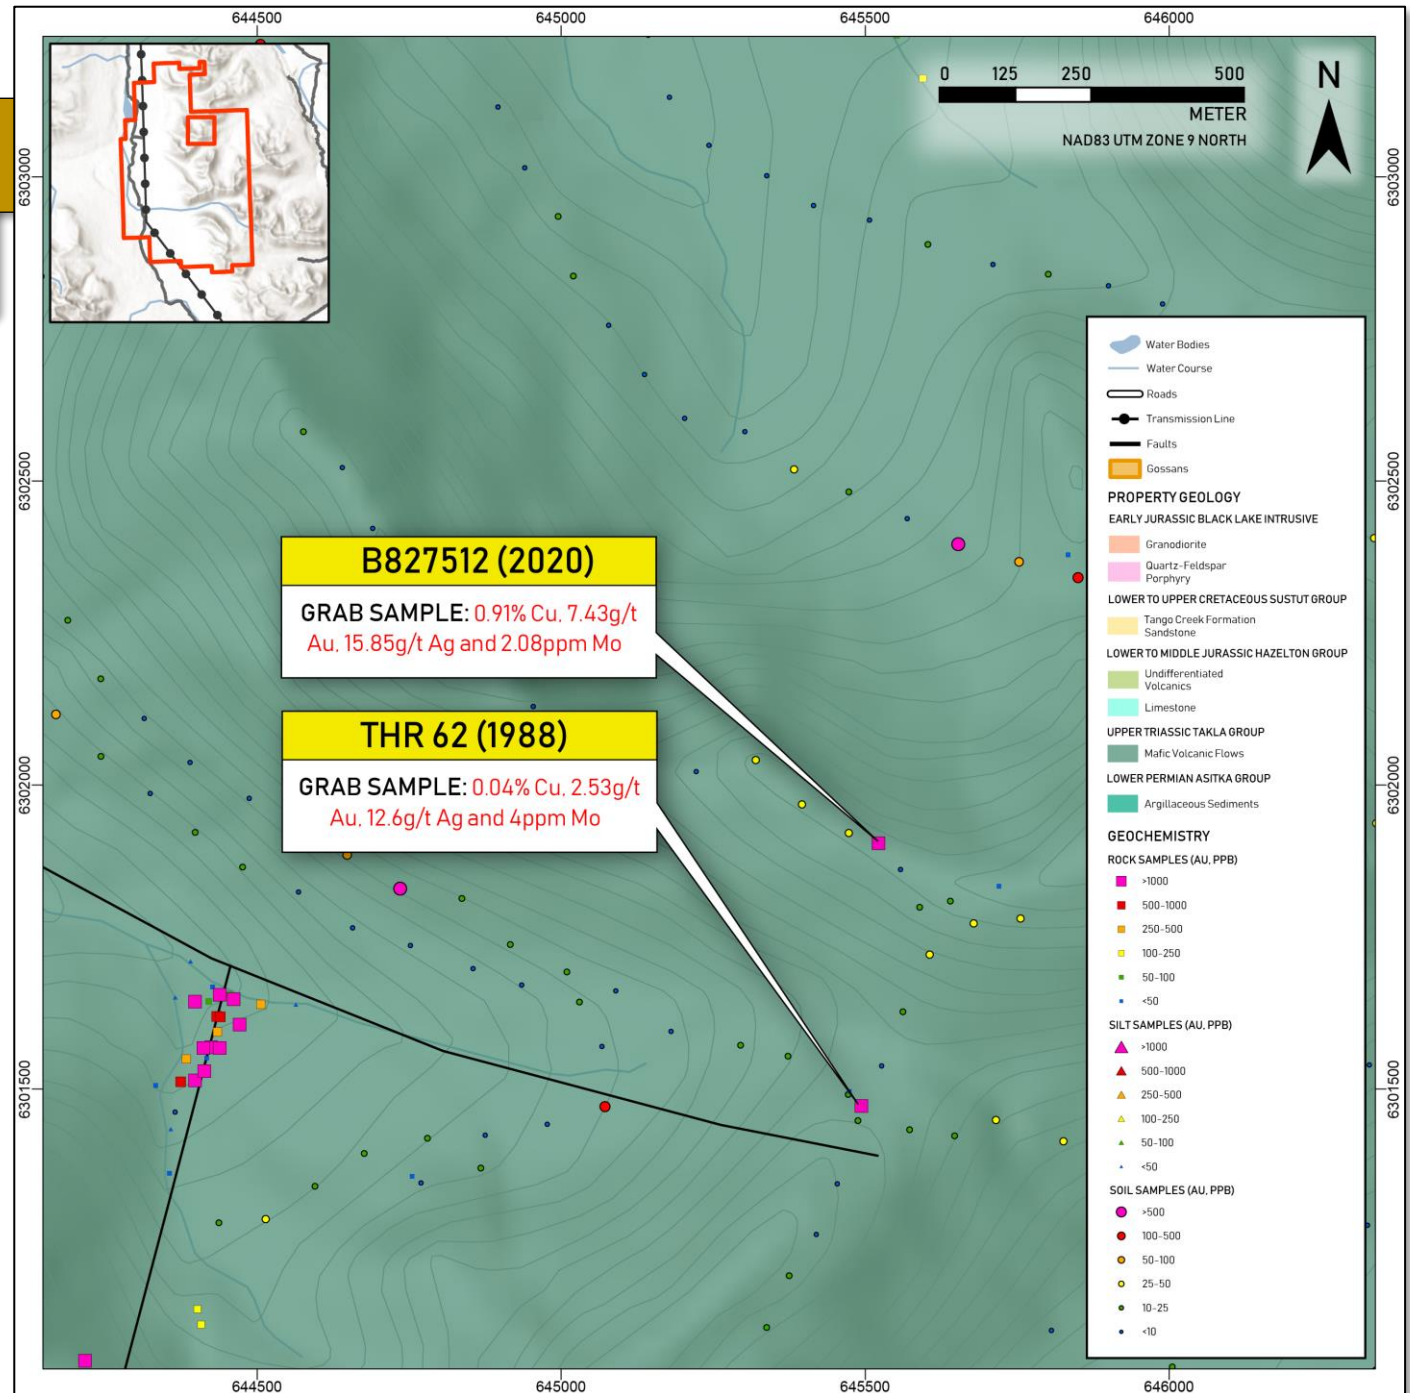 644500
645000
645500
646000
0 125 250 500
METER
NAD83 UTM ZONE 9 NORTH
N
6303000
6302500
6302000
6301500
6303000
6302500
6302000
6301500
B827512 (2020)
GRAB SAMPLE: 0.91% Cu, 7.43g/t
Au, 15.85g/t Ag and 2.08ppm Mo
THR 62 (1988)
GRAB SAMPLE: 0.04% Cu, 2.53g/t
Au, 12.6g/t Ag and 4ppm Mo
Water Bodies
Water Course
Roads
Transmission Line
Faults
Gossans
PROPERTY GEOLOGY
EARLY JURASSIC BLACK LAKE INTRUSIVE
Granodiorite
Quartz-Feldspar
Porphyry
LOWER TO UPPER CRETACEOUS SUSTUT GROUP
Tango Creek Formation
Sandstone
LOWER TO MIDDLE JURASSIC HAZELTON GROUP
Undifferentiated
Volcanics
Limestone
UPPER TRIASSIC TAKLA GROUP
Mafic Volcanic Flows
LOWER PERMIAN ASITKA GROUP
Argillaceous Sediments
GEOCHEMISTRY
ROCK SAMPLES (AU, PPB)
>1000
500-1000
250-500
100-250
50-100
<50
SILT SAMPLES (AU, PPB)
>1000
500-1000
250-500
100-250
50-100
<50
SOIL SAMPLES (AU, PPB)
>500
100-500
50-100
25-50
10-25
<10
644500
645000
645500
646000